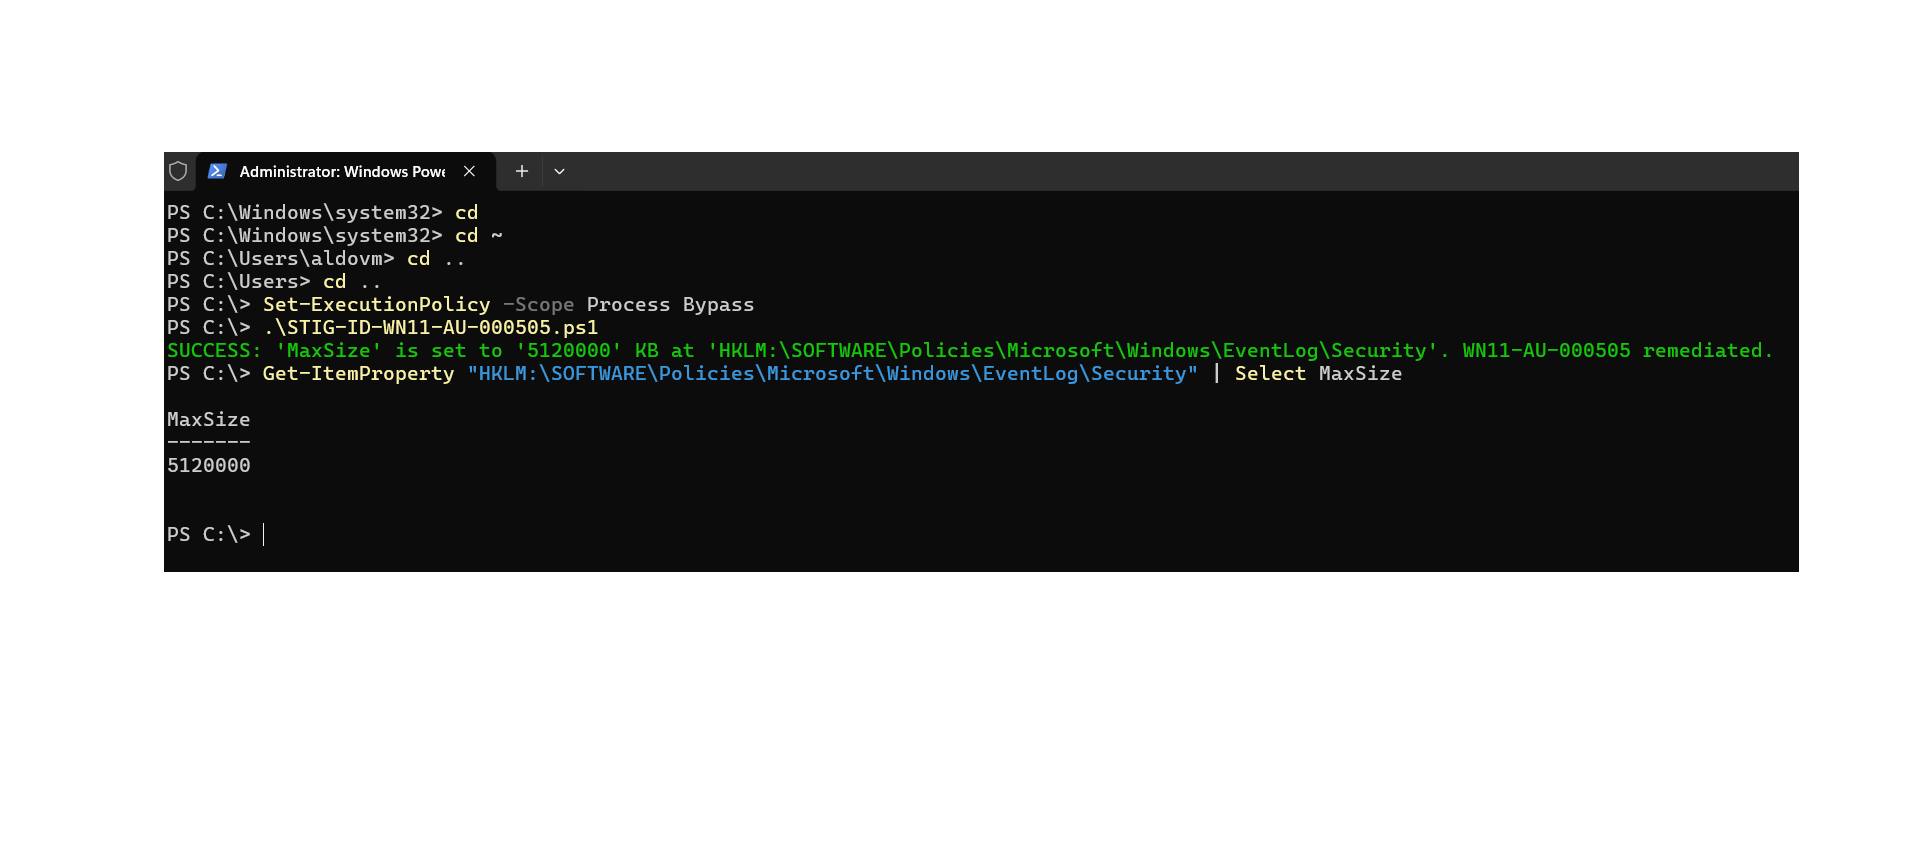 Administrator: Windows Powe
PS C:\Windows\system32> cd
PS C:\Windows\system32> cd ~
PS C:\Users\aldovm> cd ..
PS C:\Users> cd ..
PS C:\> Set-ExecutionPolicy -Scope Process Bypass
PS C:\> .\STIG-ID-WN11-AU-000505.ps1
SUCCESS: 'MaxSize' is set to '5120000' KB at 'HKLM:\SOFTWARE\Policies\Microsoft\Windows\EventLog\Security'. WN11-AU-000505 remediated.
PS C:\> Get-ItemProperty "HKLM:\SOFTWARE\Policies\Microsoft\Windows\EventLog\Security" | Select MaxSize
MaxSize
-------
5120000
PS C:\>